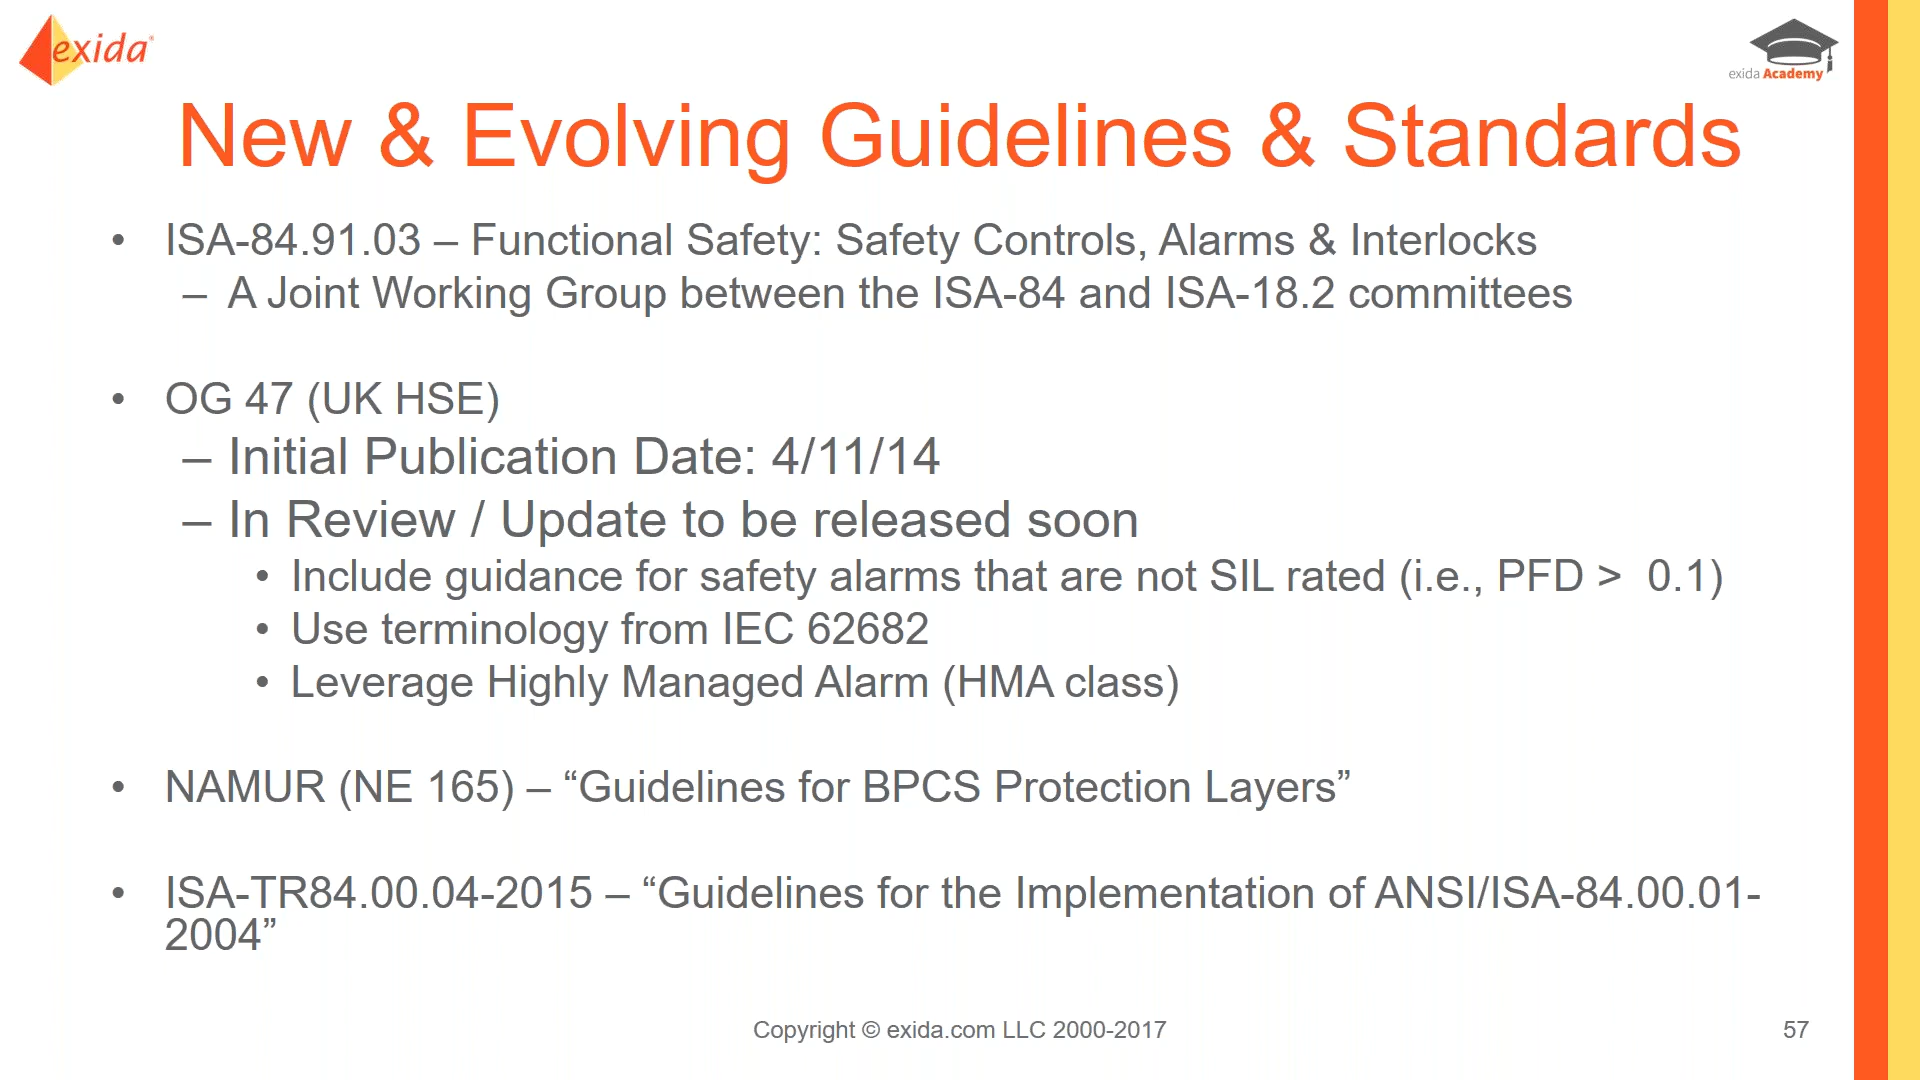 exida
exida Academy
New & Evolving Guidelines & Standards
• ISA-84.91.03 – Functional Safety: Safety Controls, Alarms & Interlocks
– A Joint Working Group between the ISA-84 and ISA-18.2 committees
• OG 47 (UK HSE)
– Initial Publication Date: 4/11/14
– In Review / Update to be released soon
• Include guidance for safety alarms that are not SIL rated (i.e., PFD > 0.1)
• Use terminology from IEC 62682
• Leverage Highly Managed Alarm (HMA class)
• NAMUR (NE 165) – “Guidelines for BPCS Protection Layers”
• ISA-TR84.00.04-2015 – “Guidelines for the Implementation of ANSI/ISA-84.00.01-
2004”
Copyright © exida.com LLC 2000-2017
57